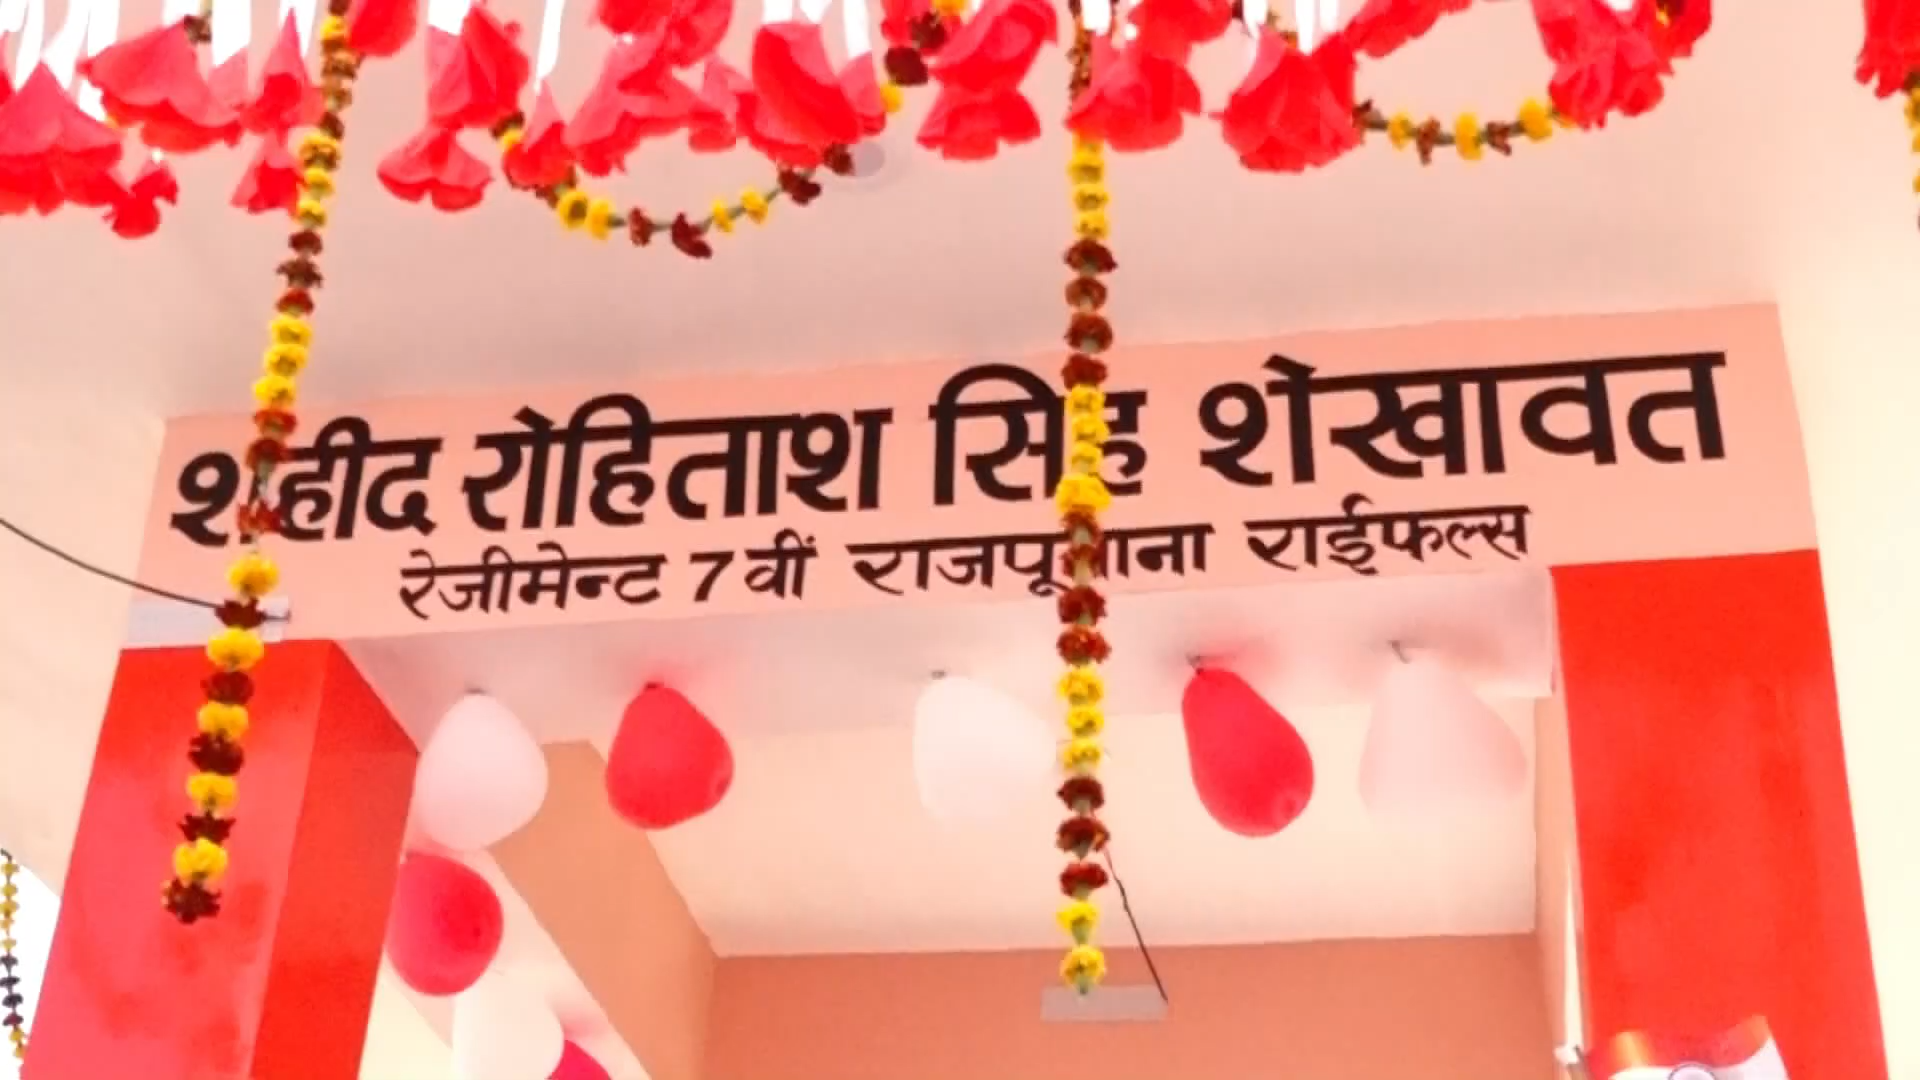 शहीद रोहिताश सिंह शेखावत
रेजीमेन्ट 7वीं राजपूताना राईफल्स